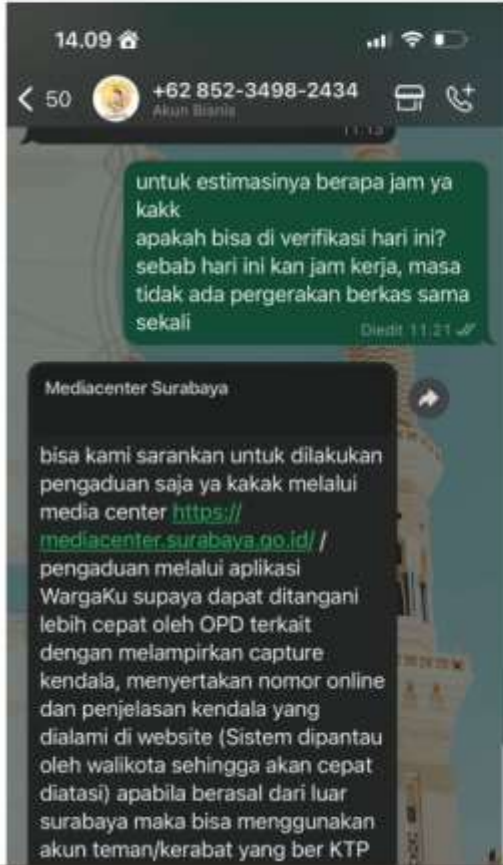 14.09
50
+62 852-3498-2434
Akun Bisnis
11.13
untuk estimasinya berapa jam ya
kakk
apakah bisa di verifikasi hari ini?
sebab hari ini kan jam kerja, masa
tidak ada pergerakan berkas sama
sekali
Diedit 11.21
Mediacenter Surabaya
bisa kami sarankan untuk dilakukan
pengaduan saja ya kakak melalui
media center https://
mediacenter.surabaya.go.id/ /
pengaduan melalui aplikasi
WargaKu supaya dapat ditangani
lebih cepat oleh OPD terkait
dengan melampirkan capture
kendala, menyertakan nomor online
dan penjelasan kendala yang
dialami di website (Sistem dipantau
oleh walikota sehingga akan cepat
diatasi) apabila berasal dari luar
surabaya maka bisa menggunakan
akun teman/kerabat yang ber KTP